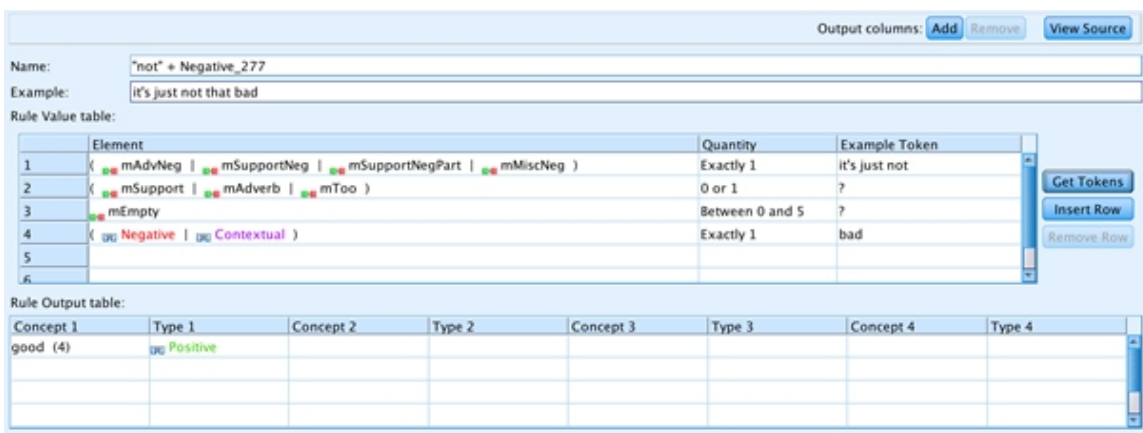 Output columns: Add Remove View Source
Name: "not" + Negative_277
Example: it's just not that bad
Rule Value table:
Element Quantity Example Token
1 ( mAdvNeg | mSupportNeg | mSupportNegPart | mMiscNeg ) Exactly 1 it's just not
2 ( mSupport | mAdverb | mToo ) 0 or 1 ?
3 mEmpty Between 0 and 5 ?
4 ( Negative | Contextual ) Exactly 1 bad
5
6
Get Tokens
Insert Row
Remove Row
Rule Output table:
Concept 1 Type 1 Concept 2 Type 2 Concept 3 Type 3 Concept 4 Type 4
good (4) Positive